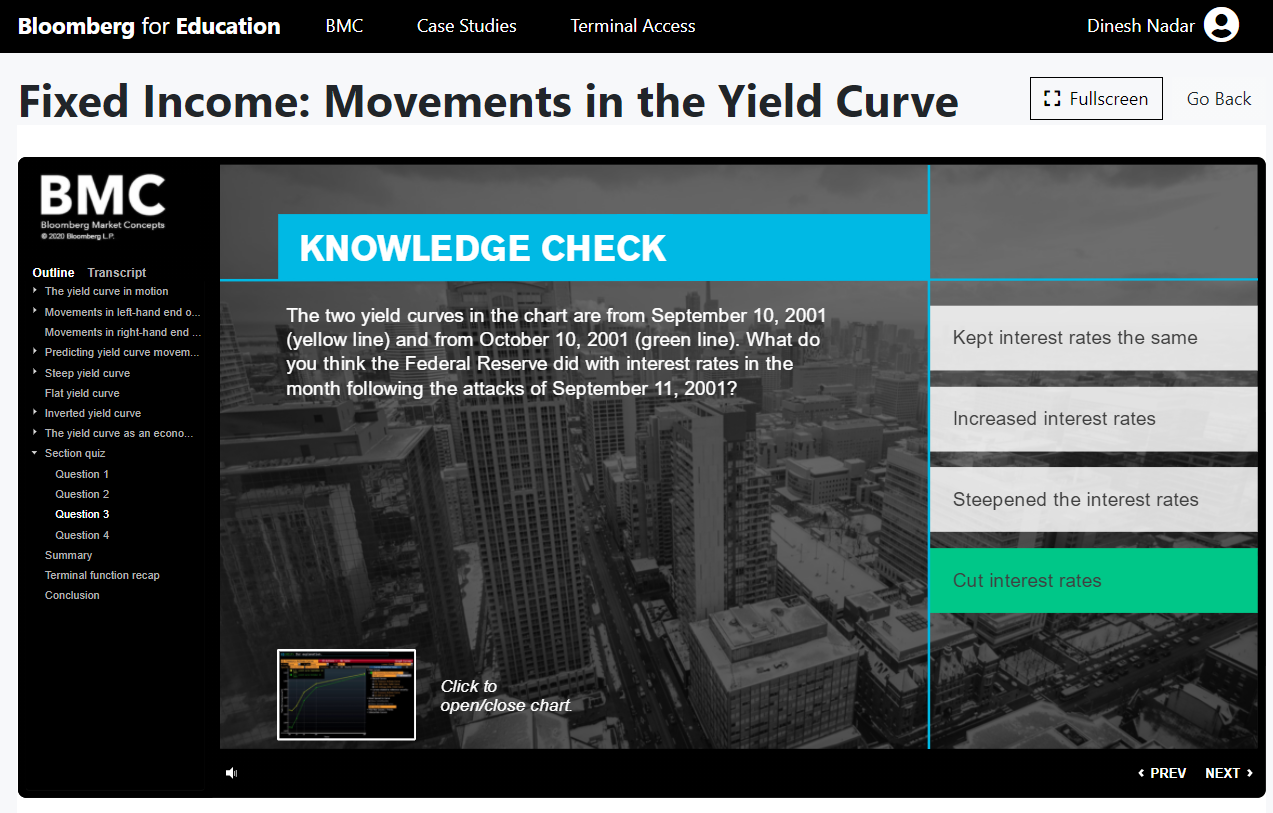 Bloomberg for Education
BMC
Case Studies
Terminal Access
Dinesh Nadar
Fixed Income: Movements in the Yield Curve
Fullscreen
Go Back
BMC
Bloomberg Market Concepts
© 2020 Bloomberg L.P.
Outline
Transcript
The yield curve in motion
Movements in left-hand end o...
Movements in right-hand end ...
Predicting yield curve movem...
Steep yield curve
Flat yield curve
Inverted yield curve
The yield curve as an econo...
Section quiz
Question 1
Question 2
Question 3
Question 4
Summary
Terminal function recap
Conclusion
KNOWLEDGE CHECK
The two yield curves in the chart are from September 10, 2001
(yellow line) and from October 10, 2001 (green line). What do
you think the Federal Reserve did with interest rates in the
month following the attacks of September 11, 2001?
Kept interest rates the same
Increased interest rates
Steepened the interest rates
Cut interest rates
Click to
open/close chart.
PREV
NEXT